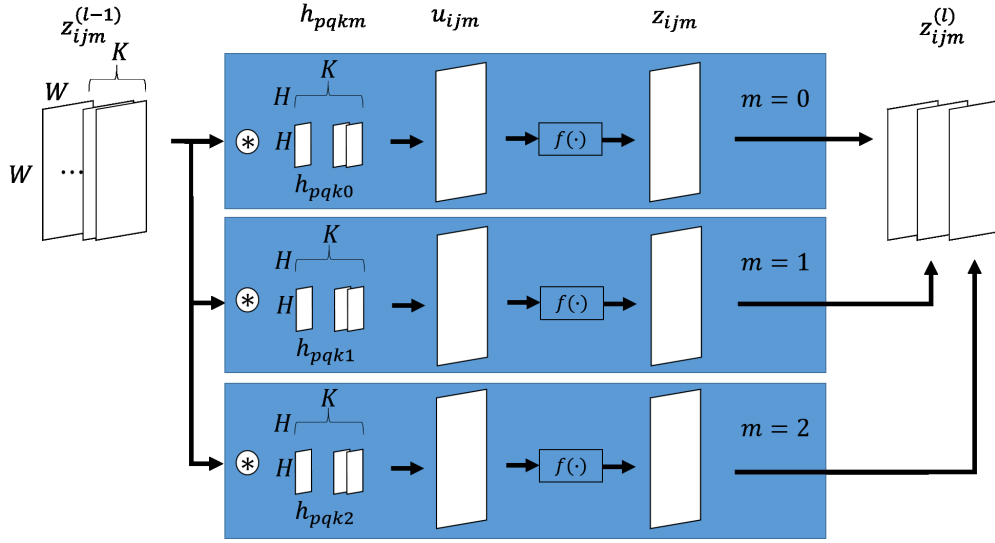 z_{ijm}^{(l-1)} h_{pqkm} u_{ijm} z_{ijm} z_{ijm}^{(l)}
K
W
W
...
⊛
H
K
H
h_{pqk0}
f(·)
m = 0
⊛
H
K
H
h_{pqk1}
f(·)
m = 1
⊛
H
K
H
h_{pqk2}
f(·)
m = 2